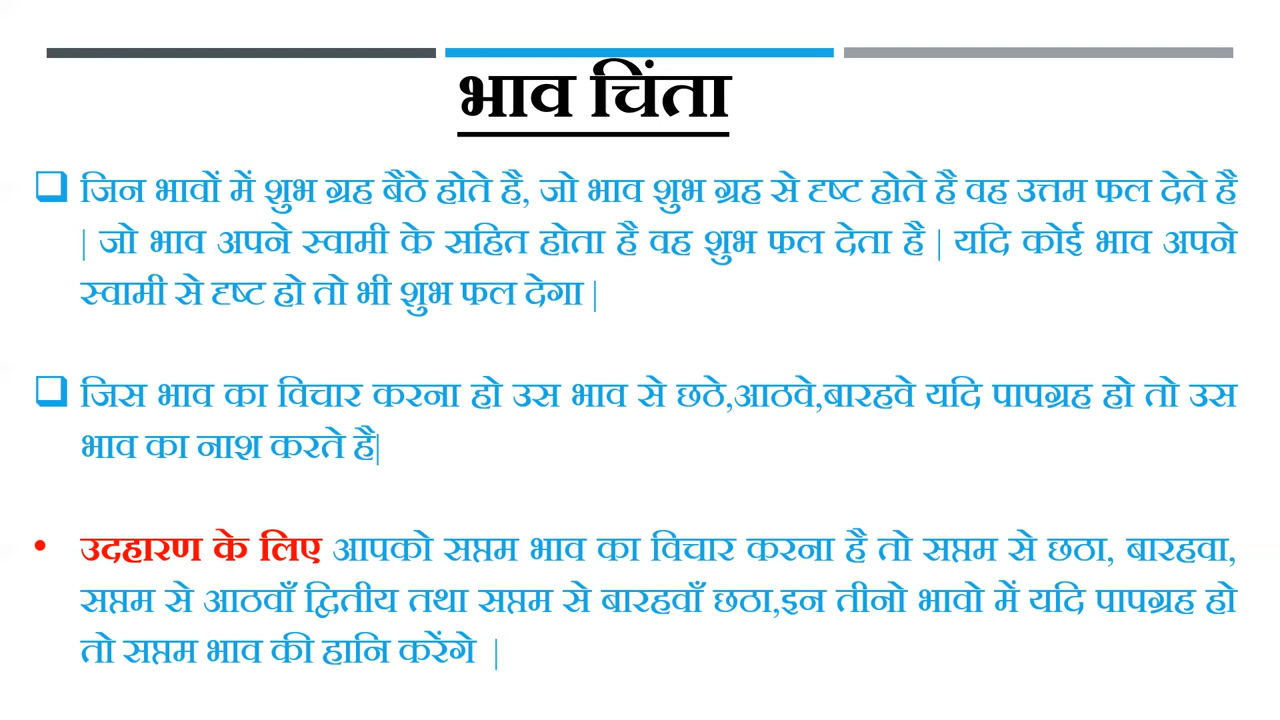 भाव चिंता
जिन भावों में शुभ ग्रह बैठे होते है, जो भाव शुभ ग्रह से दृष्ट होते है वह उत्तम फल देते है
| जो भाव अपने स्वामी के सहित होता है वह शुभ फल देता है | यदि कोई भाव अपने
स्वामी से दृष्ट हो तो भी शुभ फल देगा |
जिस भाव का विचार करना हो उस भाव से छठे,आठवे,बारहवे यदि पापग्रह हो तो उस
भाव का नाश करते है|
उदहारण के लिए आपको सप्तम भाव का विचार करना है तो सप्तम से छठा, बारहवा,
सप्तम से आठवाँ द्वितीय तथा सप्तम से बारहवाँ छठा,इन तीनो भावो में यदि पापग्रह हो
तो सप्तम भाव की हानि करेंगे |